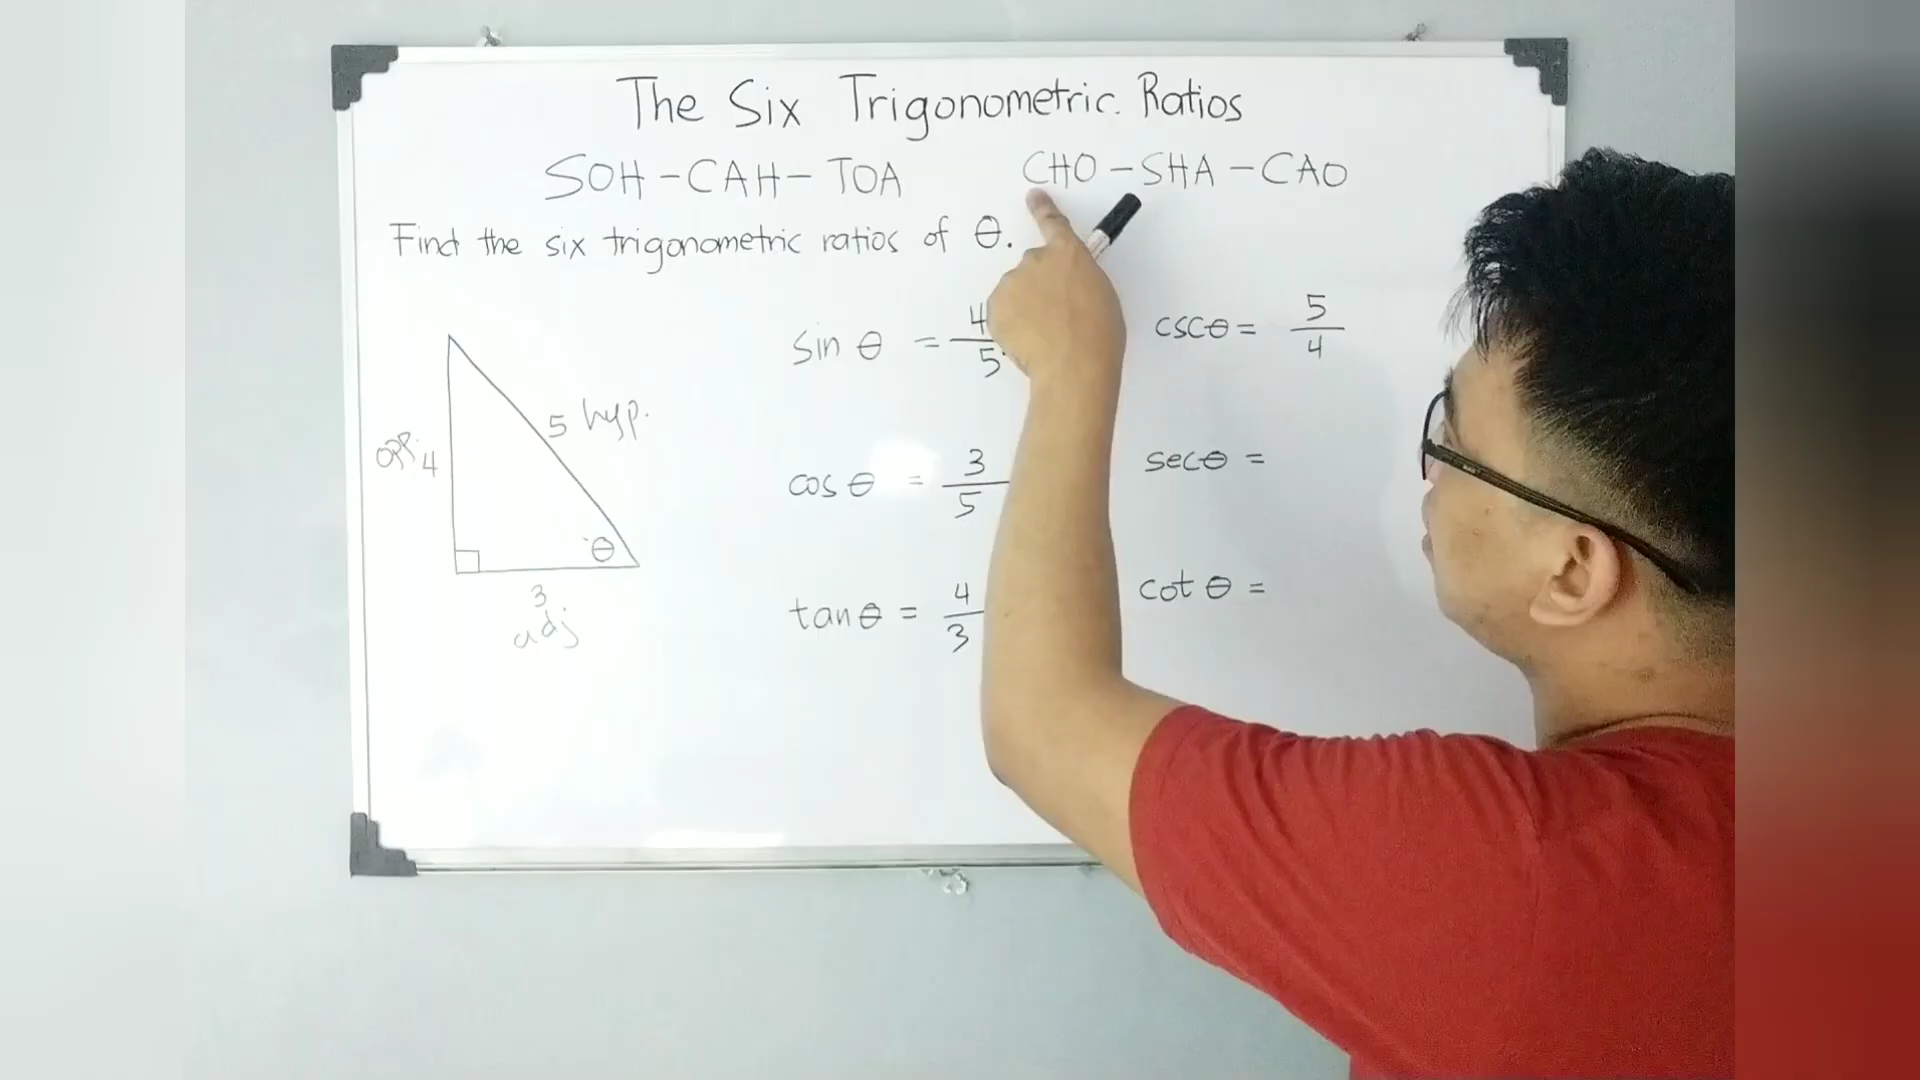 The Six Trigonometric Ratios
SOH-CAH-TOA CHO-SHA-CAO
Find the six trigonometric ratios of θ.
opp. 4
5 hyp.
θ
3
adj
sin θ = 4/5
csc θ = 5/4
cos θ = 3/5
sec θ =
tan θ = 4/3
cot θ =